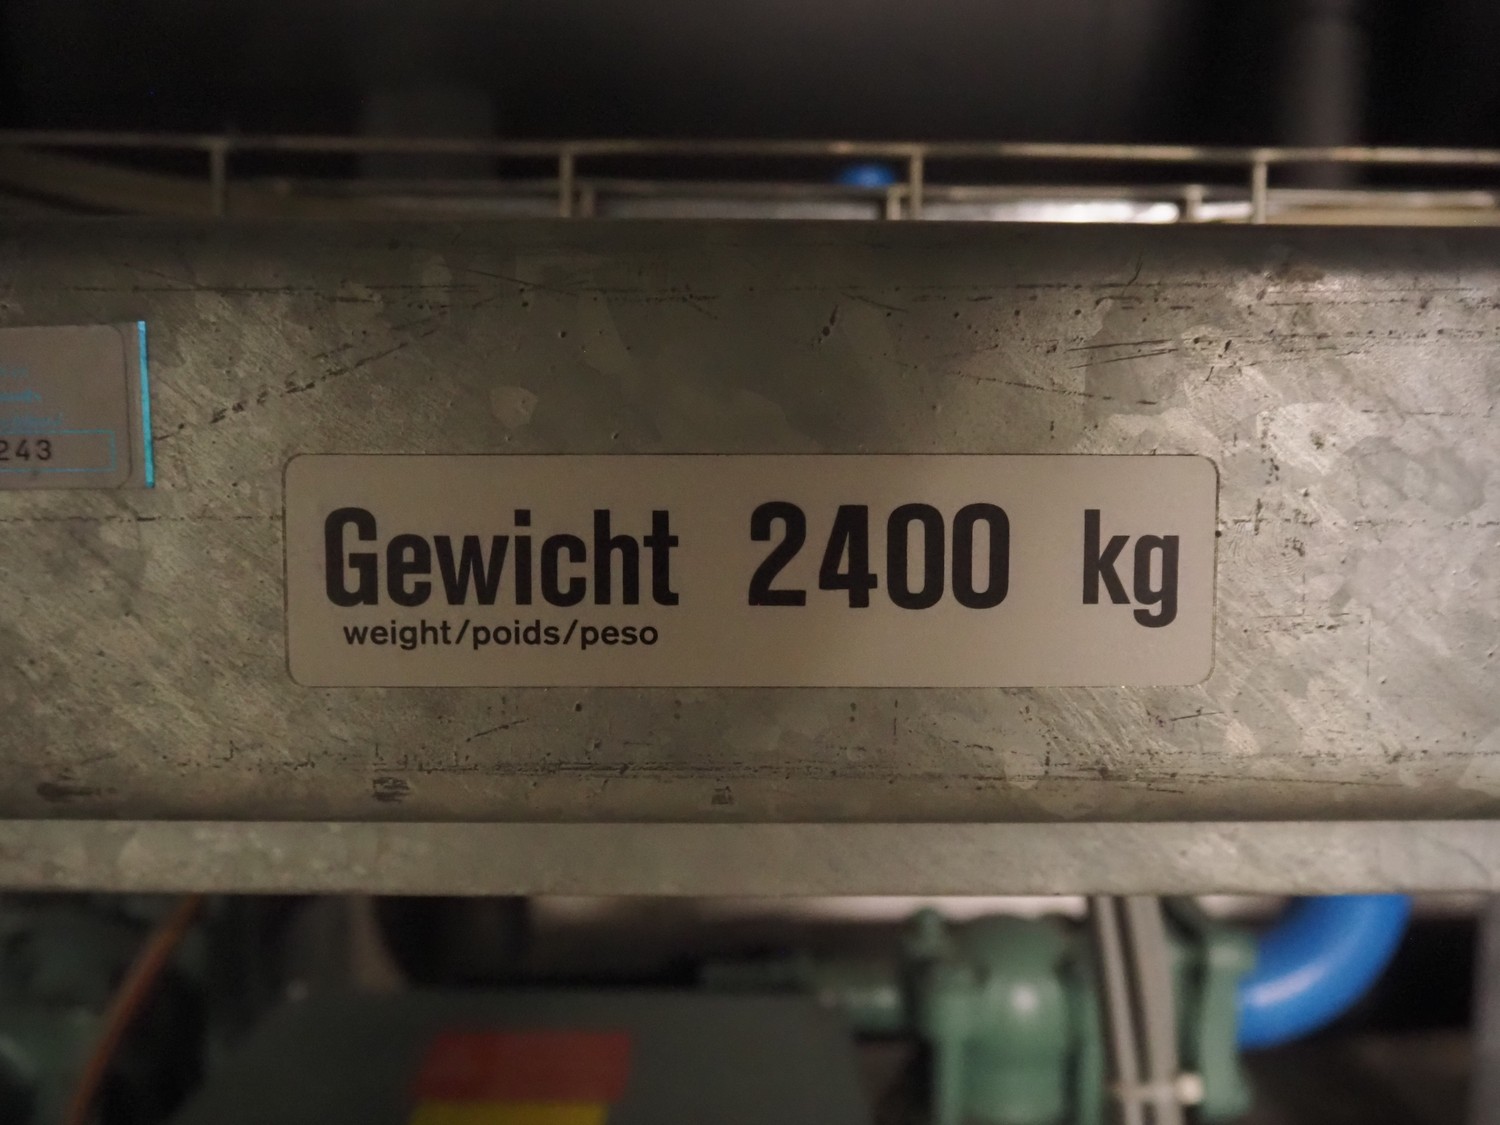 243
Gewicht 2400 kg
weight/poids/peso